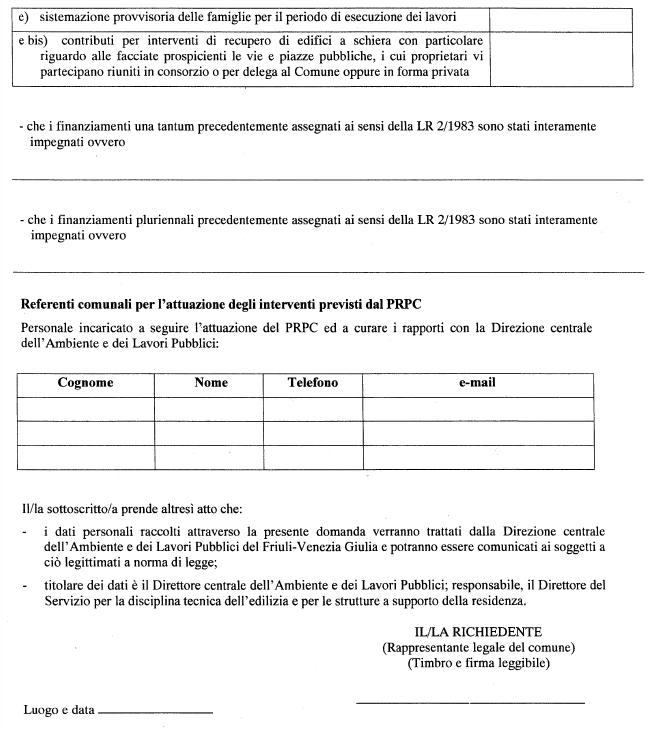 e) sistemazione provvisoria delle famiglie per il periodo di esecuzione dei lavori
e bis) contributi per interventi di recupero di edifici a schiera con particolare
riguardo alle facciate prospicienti le vie e piazze pubbliche, i cui proprietari vi
partecipano riuniti in consorzio o per delega al Comune oppure in forma privata
- che i finanziamenti una tantum precedentemente assegnati ai sensi della LR 2/1983 sono stati interamente
impegnati ovvero
- che i finanziamenti pluriennali precedentemente assegnati ai sensi della LR 2/1983 sono stati interamente
impegnati ovvero
Referenti comunali per l'attuazione degli interventi previsti dal PRPC
Personale incaricato a seguire l'attuazione del PRPC ed a curare i rapporti con la Direzione centrale
dell'Ambiente e dei Lavori Pubblici:
Cognome Nome Telefono e-mail
Il/la sottoscritto/a prende altresì atto che:
- i dati personali raccolti attraverso la presente domanda verranno trattati dalla Direzione centrale
dell'Ambiente e dei Lavori Pubblici del Friuli-Venezia Giulia e potranno essere comunicati ai soggetti a
ciò legittimati a norma di legge;
- titolare dei dati è il Direttore centrale dell'Ambiente e dei Lavori Pubblici; responsabile, il Direttore del
Servizio per la disciplina tecnica dell'edilizia e per le strutture a supporto della residenza.
IL/LA RICHIEDENTE
(Rappresentante legale del comune)
(Timbro e firma leggibile)
Luogo e data